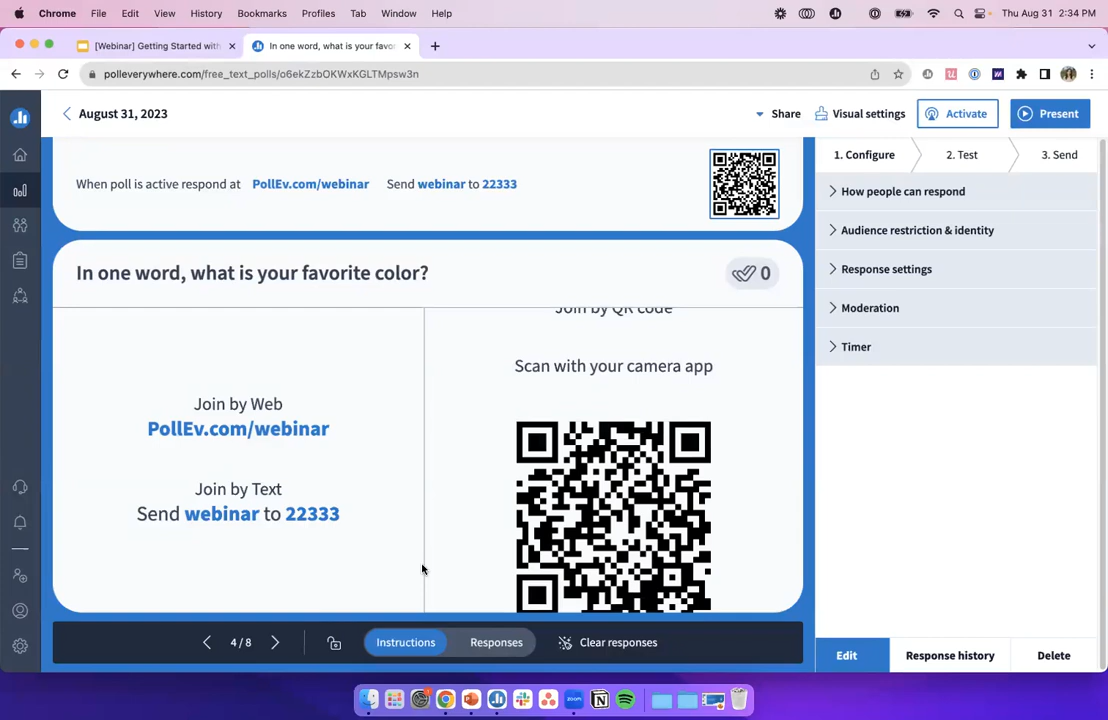 Chrome File Edit View History Bookmarks Profiles Tab Window Help Thu Aug 31 2:34 PM
[Webinar] Getting Started with
In one word, what is your favor
polleverywhere.com/free_text_polls/o6ekZzbOKWxKGLTMpsw3n
August 31, 2023
Share
Visual settings
Activate
Present
1. Configure
2. Test
3. Send
When poll is active respond at PollEv.com/webinar Send webinar to 22333
How people can respond
Audience restriction & identity
Response settings
Moderation
Timer
In one word, what is your favorite color?
0
Join by Web
PollEv.com/webinar
Join by Text
Send webinar to 22333
Join by QR code
Scan with your camera app
4/8
Instructions
Responses
Clear responses
Edit
Response history
Delete